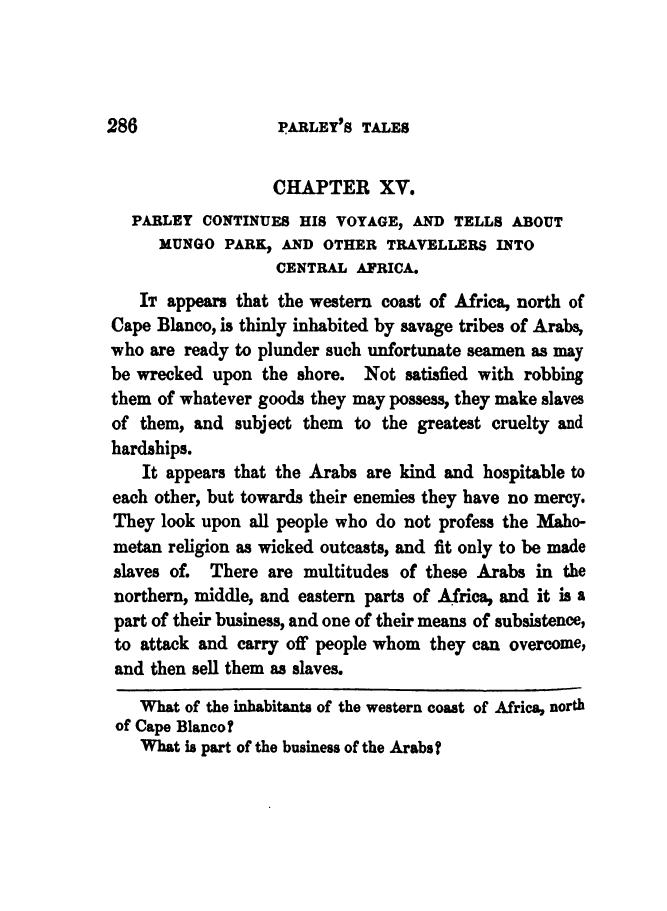 286 PARLEY'S TALES
CHAPTER XV.
PARLEY CONTINUES HIS VOYAGE, AND TELLS ABOUT
MUNGO PARK, AND OTHER TRAVELLERS INTO
CENTRAL AFRICA.
IT appears that the western coast of Africa, north of
Cape Blanco, is thinly inhabited by savage tribes of Arabs,
who are ready to plunder such unfortunate seamen as may
be wrecked upon the shore. Not satisfied with robbing
them of whatever goods they may possess, they make slaves
of them, and subject them to the greatest cruelty and
hardships.
It appears that the Arabs are kind and hospitable to
each other, but towards their enemies they have no mercy.
They look upon all people who do not profess the Maho-
metan religion as wicked outcasts, and fit only to be made
slaves of. There are multitudes of these Arabs in the
northern, middle, and eastern parts of Africa, and it is a
part of their business, and one of their means of subsistence,
to attack and carry off people whom they can overcome,
and then sell them as slaves.
What of the inhabitants of the western coast of Africa, north
of Cape Blanco?
What is part of the business of the Arabs?